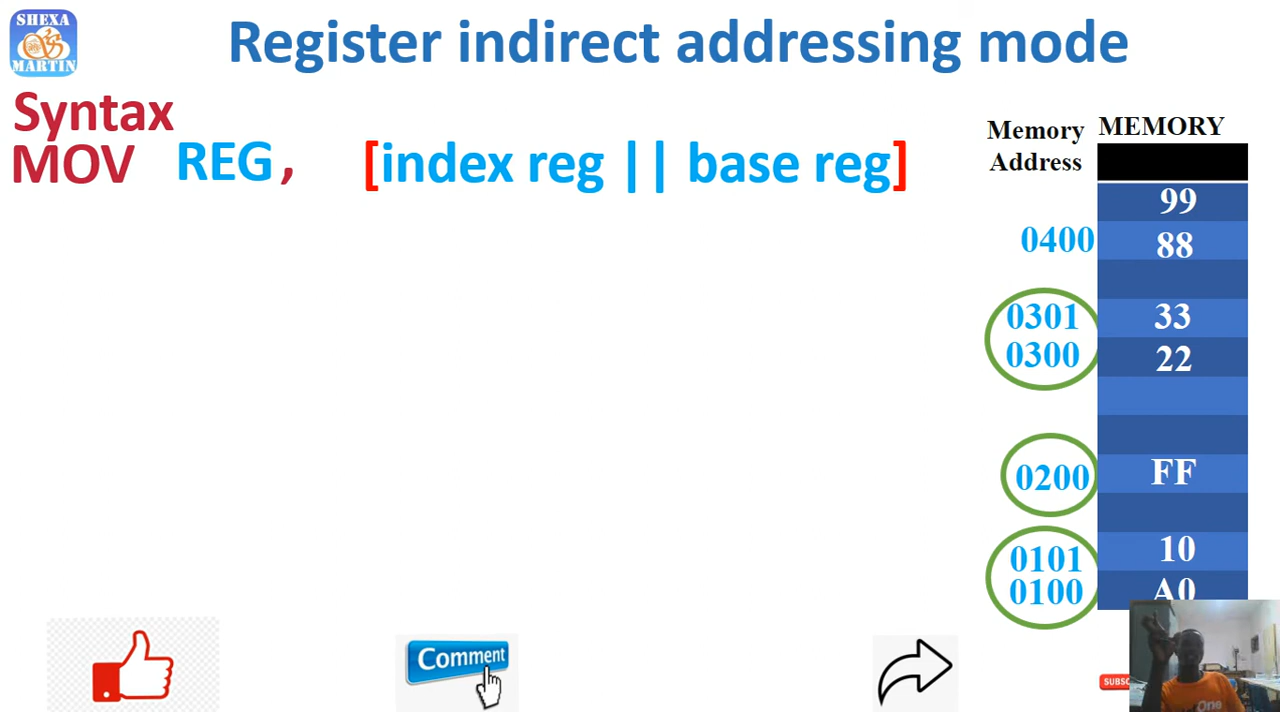 SHEXA
MARTIN
Register indirect addressing mode
Syntax
MOV REG, [index reg || base reg]
Memory
Address
MEMORY
99
0400 88
0301 33
0300 22
0200 FF
0101 10
0100 A0
Comment